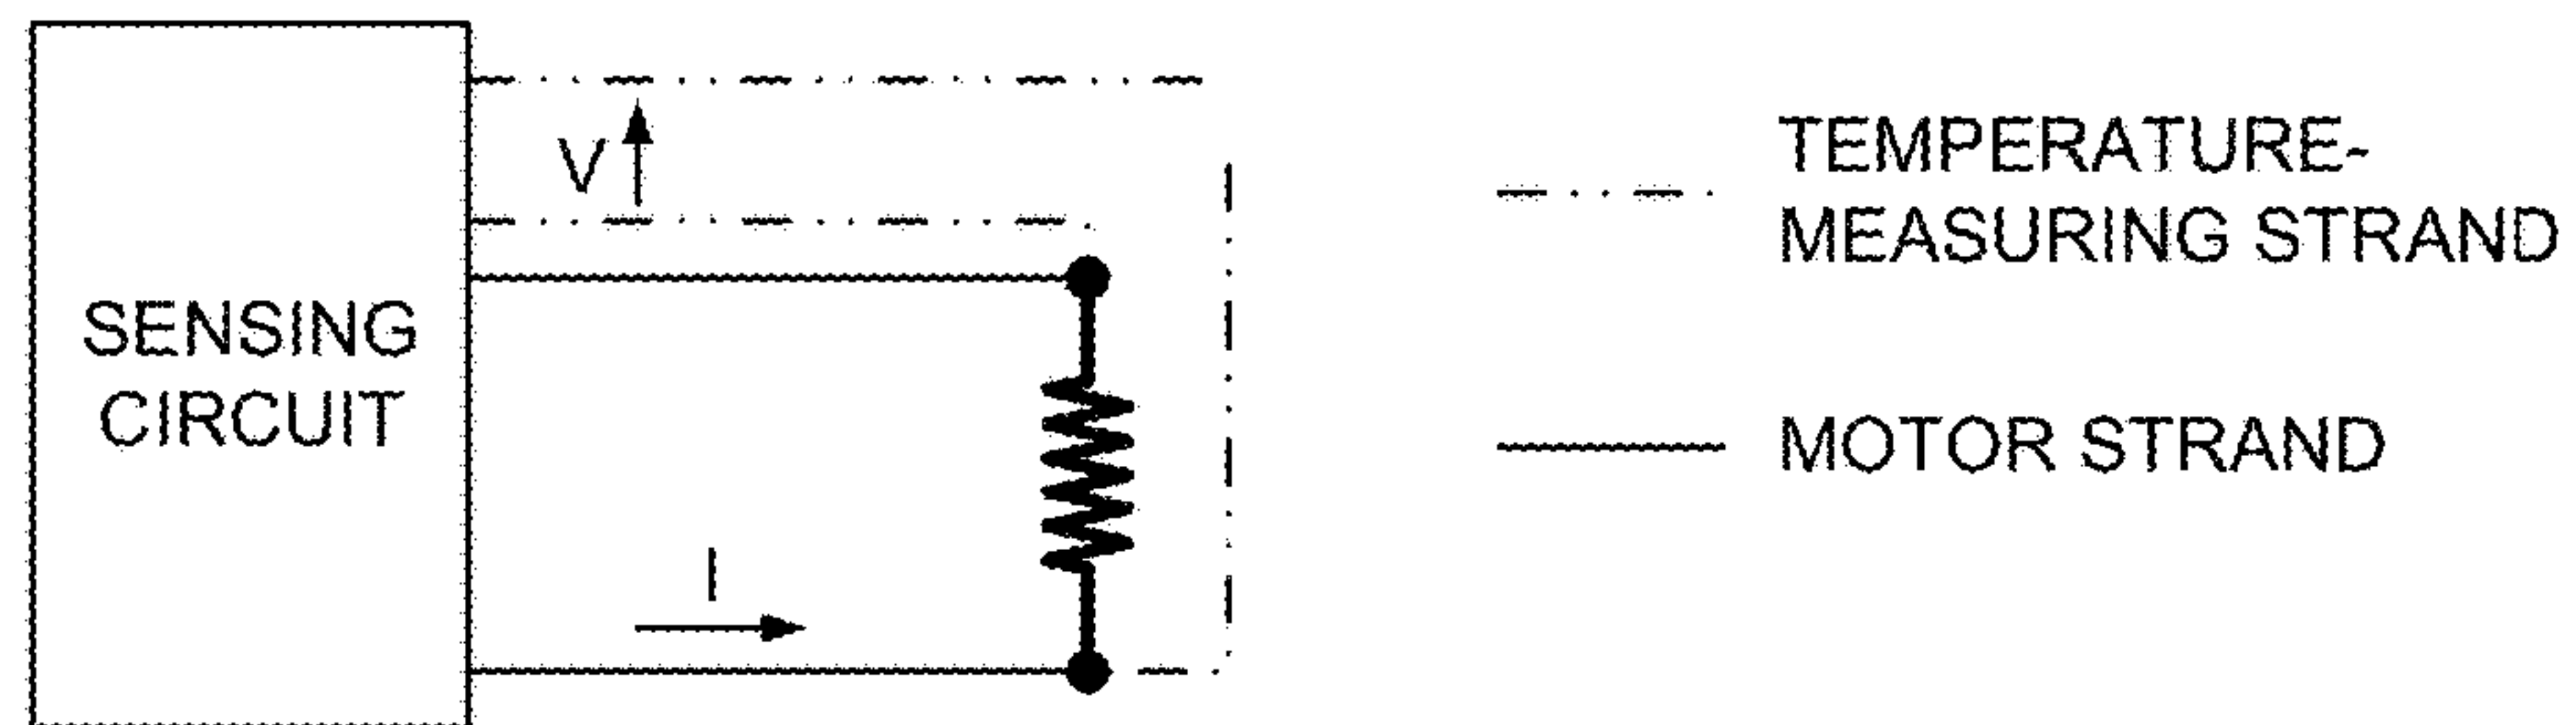 SENSING
CIRCUIT
V
I
TEMPERATURE-
MEASURING STRAND
MOTOR STRAND